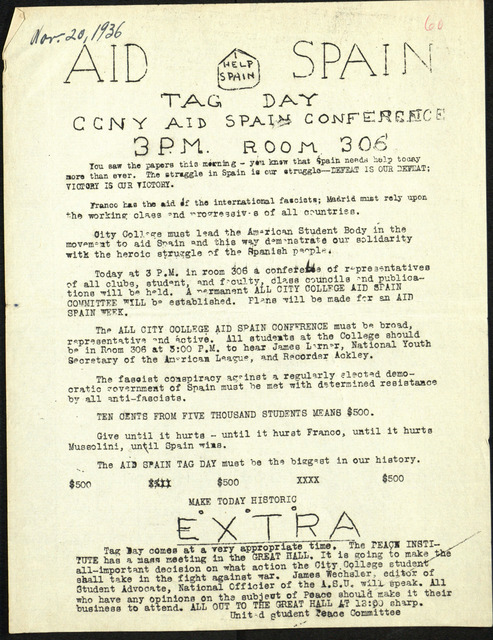 Nov. 20, 1936
60
AID I HELP SPAIN SPAIN
TAG DAY
CCNY AID SPAIN CONFERENCE
3 P.M. ROOM 306
You saw the papers this morning - you know that Spain needs help today
more than ever. The struggle in Spain is our struggle--DEFEAT IS OUR DEFEAT;
VICTORY IS OUR VICTORY.
Franco has the aid of the international fascists; Madrid must rely upon
the working class and progressives of all countries.
City College must lead the American Student Body in the
movement to aid Spain and this way demonstrate our solidarity
with the heroic struggle of the Spanish people.
Today at 3 P.M. in room 306 a conference of representatives
of all clubs, student, and faculty, class councils and publica-
tions will be held. A permanent ALL CITY COLLEGE AID SPAIN
COMMITTEE WILL be established. Plans will be made for an AID
SPAIN WEEK.
The ALL CITY COLLEGE AID SPAIN CONFERENCE must be broad,
representative and active. All students at the College should
be in Room 306 at 3:00 P.M. to hear James Lerner, National Youth
Secretary of the American League, and Recorder Ackley.
The fascist conspiracy against a regularly elected demo-
cratic government of Spain must be met with determined resistance
by all anti-fascists.
TEN CENTS FROM FIVE THOUSAND STUDENTS MEANS $500.
Give until it hurts - until it hurst Franco, until it hurts
Mussolini, until Spain wins.
The AID SPAIN TAG DAY must be the biggest in our history.
$500 $500 XXXX $500
MAKE TODAY HISTORIC
EXTRA
Tag Day comes at a very appropriate time. The PEACE INSTI-
TUTE has a mass meeting in the GREAT HALL. It is going to make the
all-important decision on what action the City College student
shall take in the fight against war. James Wechsler, editor of
Student Advocate, National Officier of the A.S.U. will speak. All
who have any opinions on the subject of Peace should make it their
business to attend. ALL OUT TO THE GREAT HALL AT 12:00 sharp.
United student Peace Committee